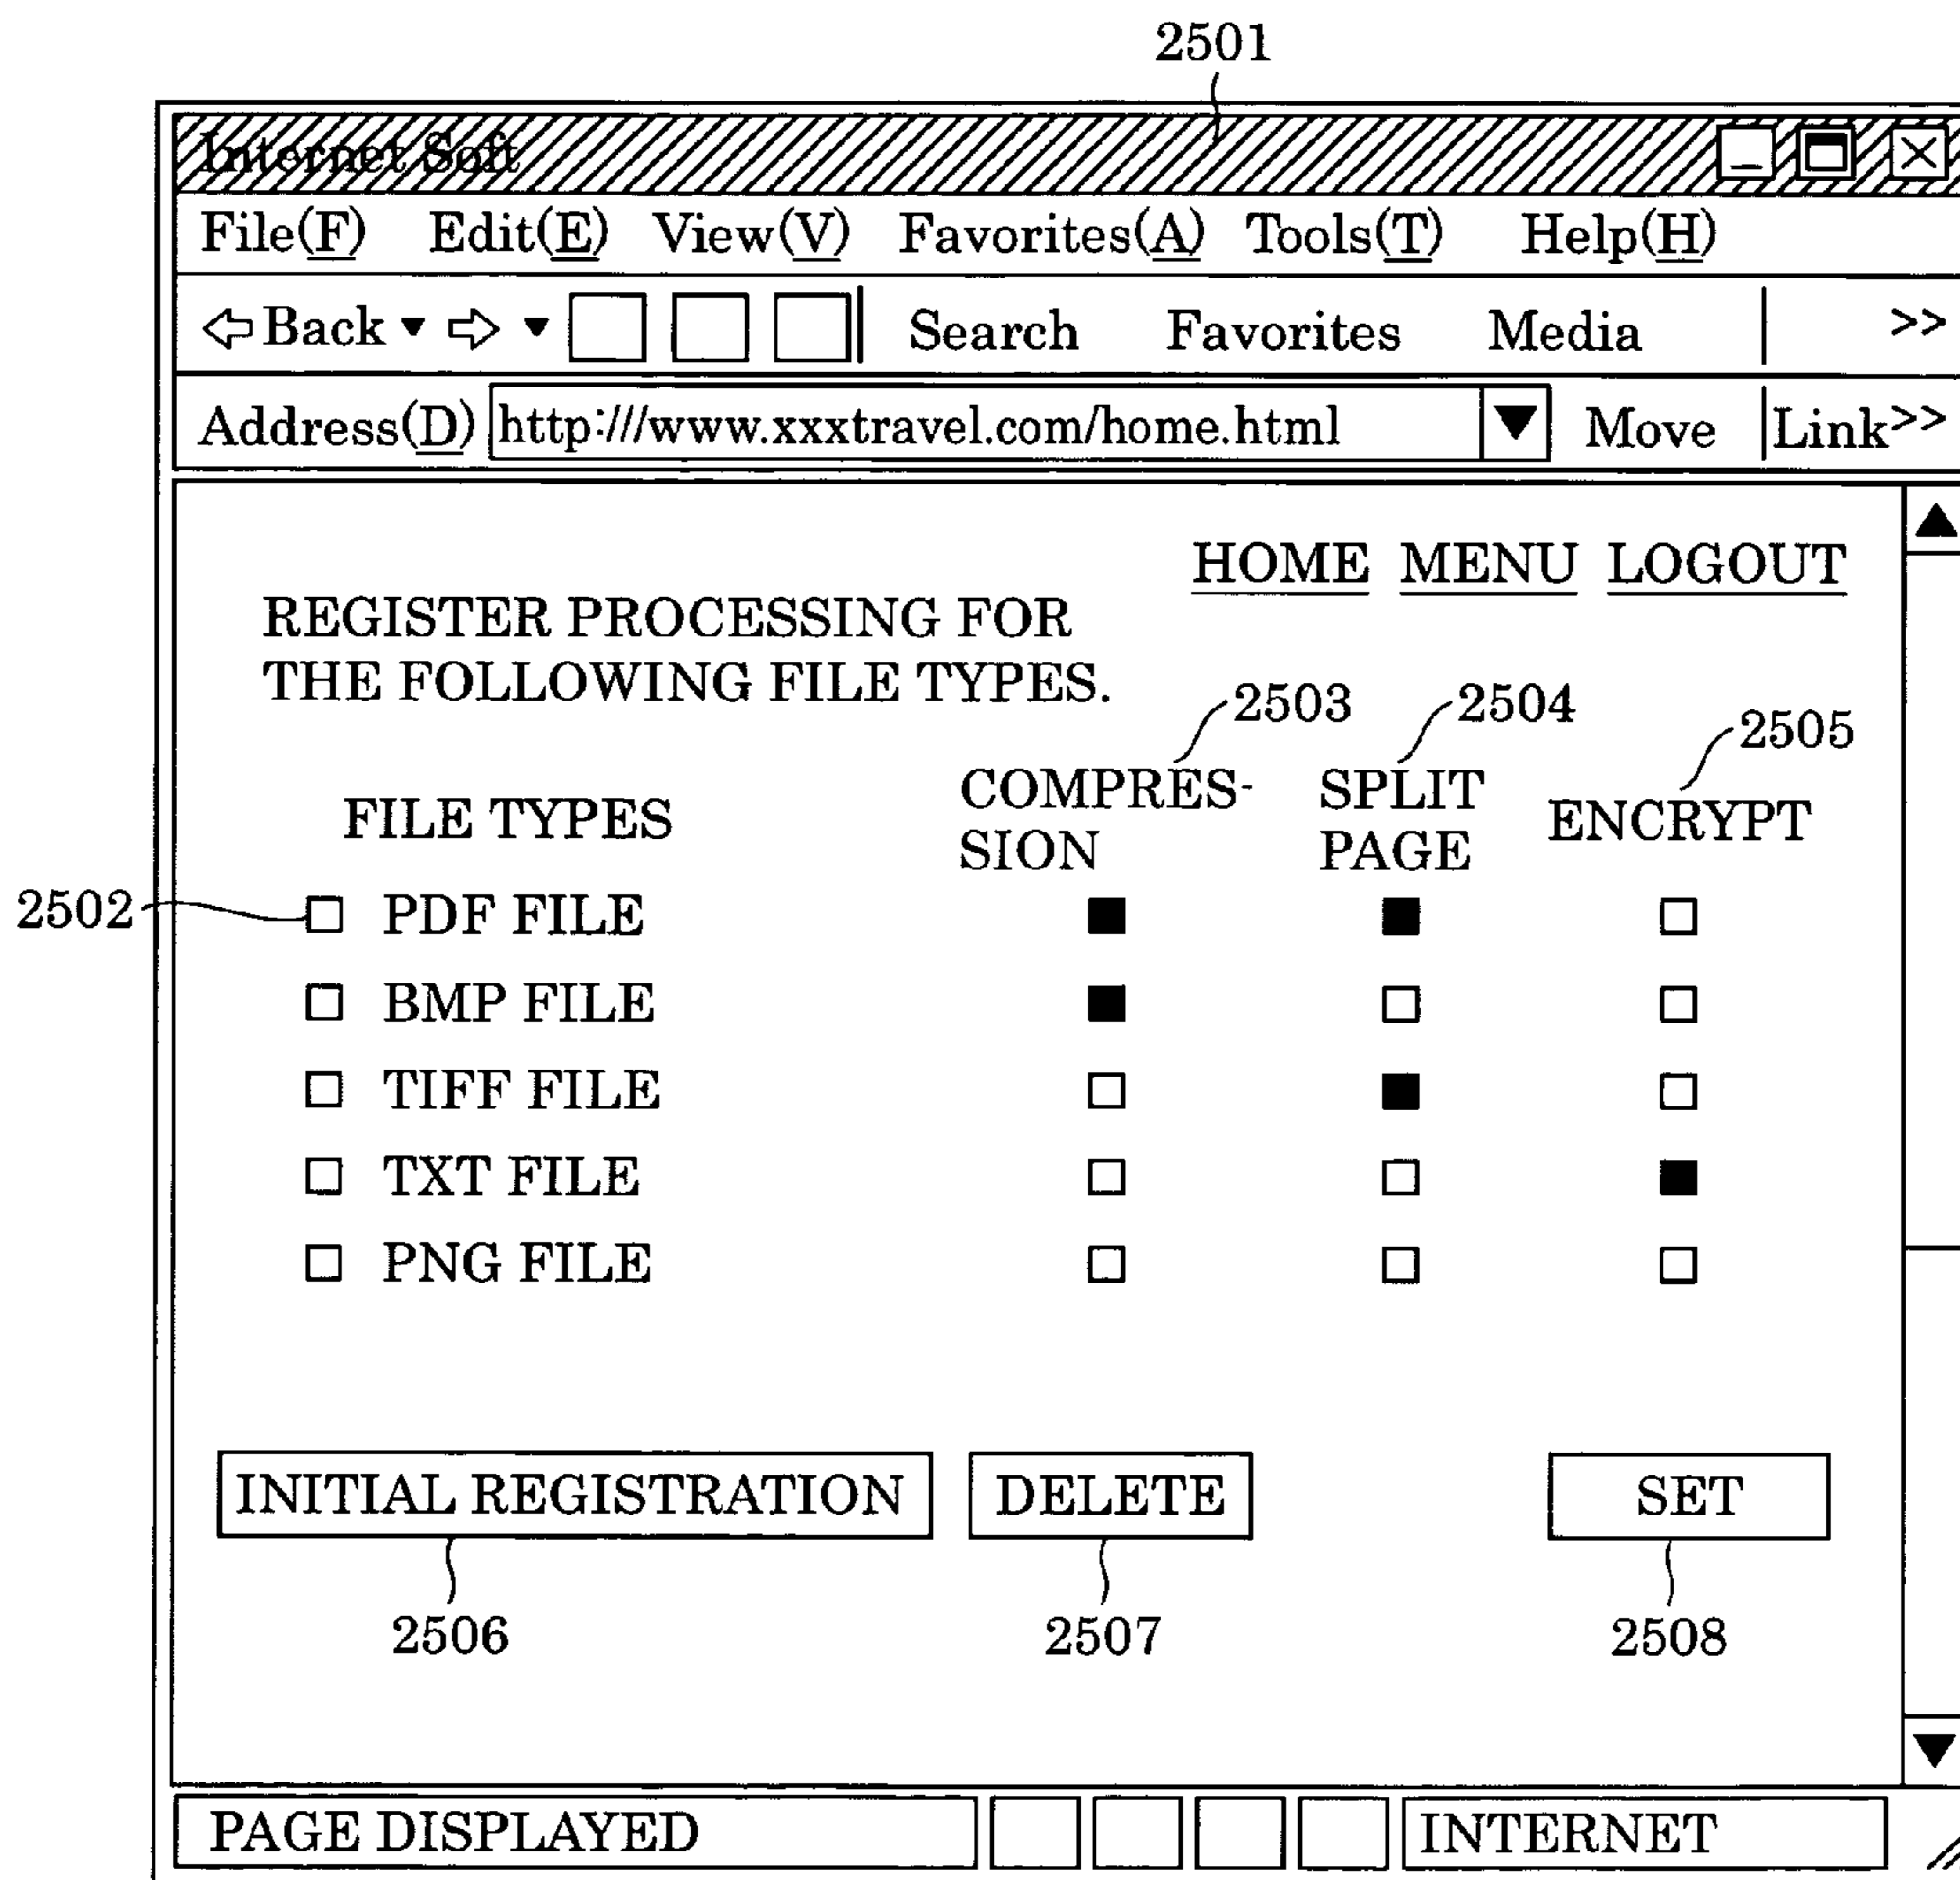 2501
Internet Soft
File(F) Edit(E) View(V) Favorites(A) Tools(T) Help(H)
Back Search Favorites Media >>
Address(D) http:///www.xxxtravel.com/home.html Move Link>>
HOME MENU LOGOUT
REGISTER PROCESSING FOR
THE FOLLOWING FILE TYPES.
2503 2504 2505
FILE TYPES COMPRES- SPLIT ENCRYPT
SION PAGE
2502 PDF FILE
BMP FILE
TIFF FILE
TXT FILE
PNG FILE
INITIAL REGISTRATION DELETE SET
2506 2507 2508
PAGE DISPLAYED INTERNET